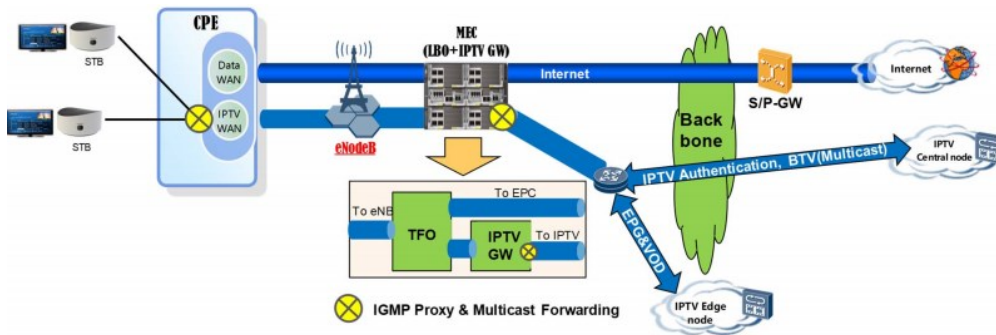 CPE
STB
STB
Data
WAN
IPTV
WAN
eNodeB
MEC
(LBO+IPTV GW)
Internet
S/P-GW
Internet
Back
bone
IPTV Authentication, BTV(Multicast)
IPTV
Central node
EPG&VOD
IPTV Edge
node
To eNB
TFO
To EPC
IPTV
GW
To IPTV
IGMP Proxy & Multicast Forwarding